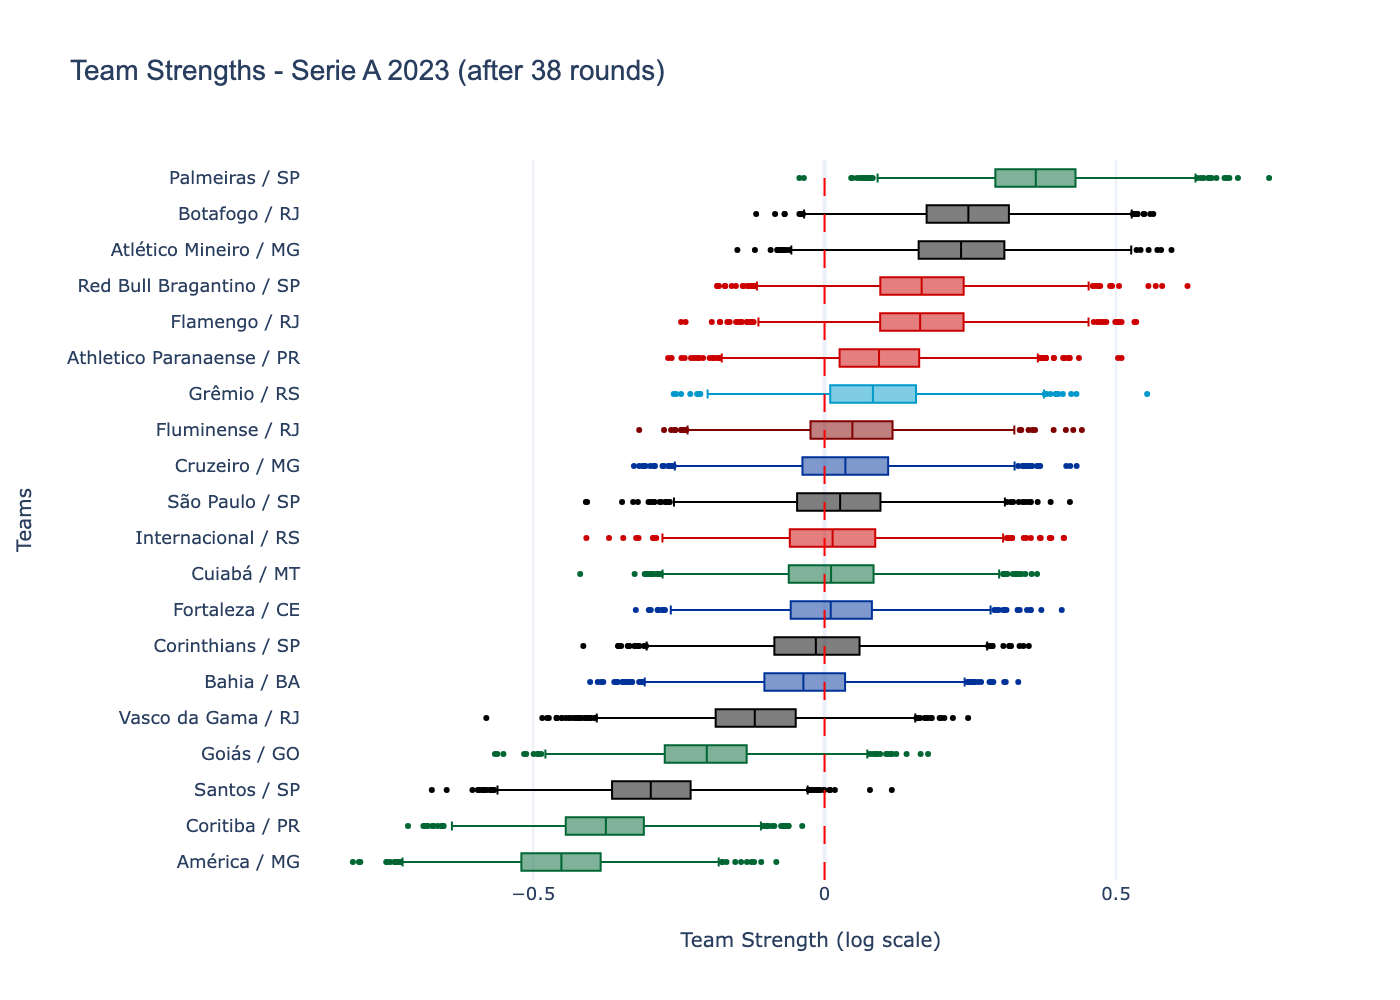 Team Strengths - Serie A 2023 (after 38 rounds)
Palmeiras / SP
Botafogo / RJ
Atlético Mineiro / MG
Red Bull Bragantino / SP
Flamengo / RJ
Athletico Paranaense / PR
Grêmio / RS
Fluminense / RJ
Cruzeiro / MG
São Paulo / SP
Internacional / RS
Cuiabá / MT
Fortaleza / CE
Corinthians / SP
Bahia / BA
Vasco da Gama / RJ
Goiás / GO
Santos / SP
Coritiba / PR
América / MG
Teams
−0.5
0
0.5
Team Strength (log scale)